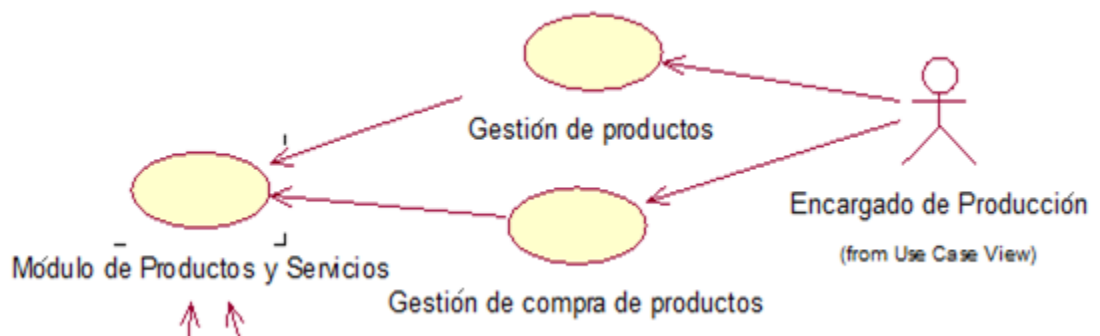 Gestión de productos
Encargado de Producción
(from Use Case View)
Módulo de Productos y Servicios
Gestión de compra de productos